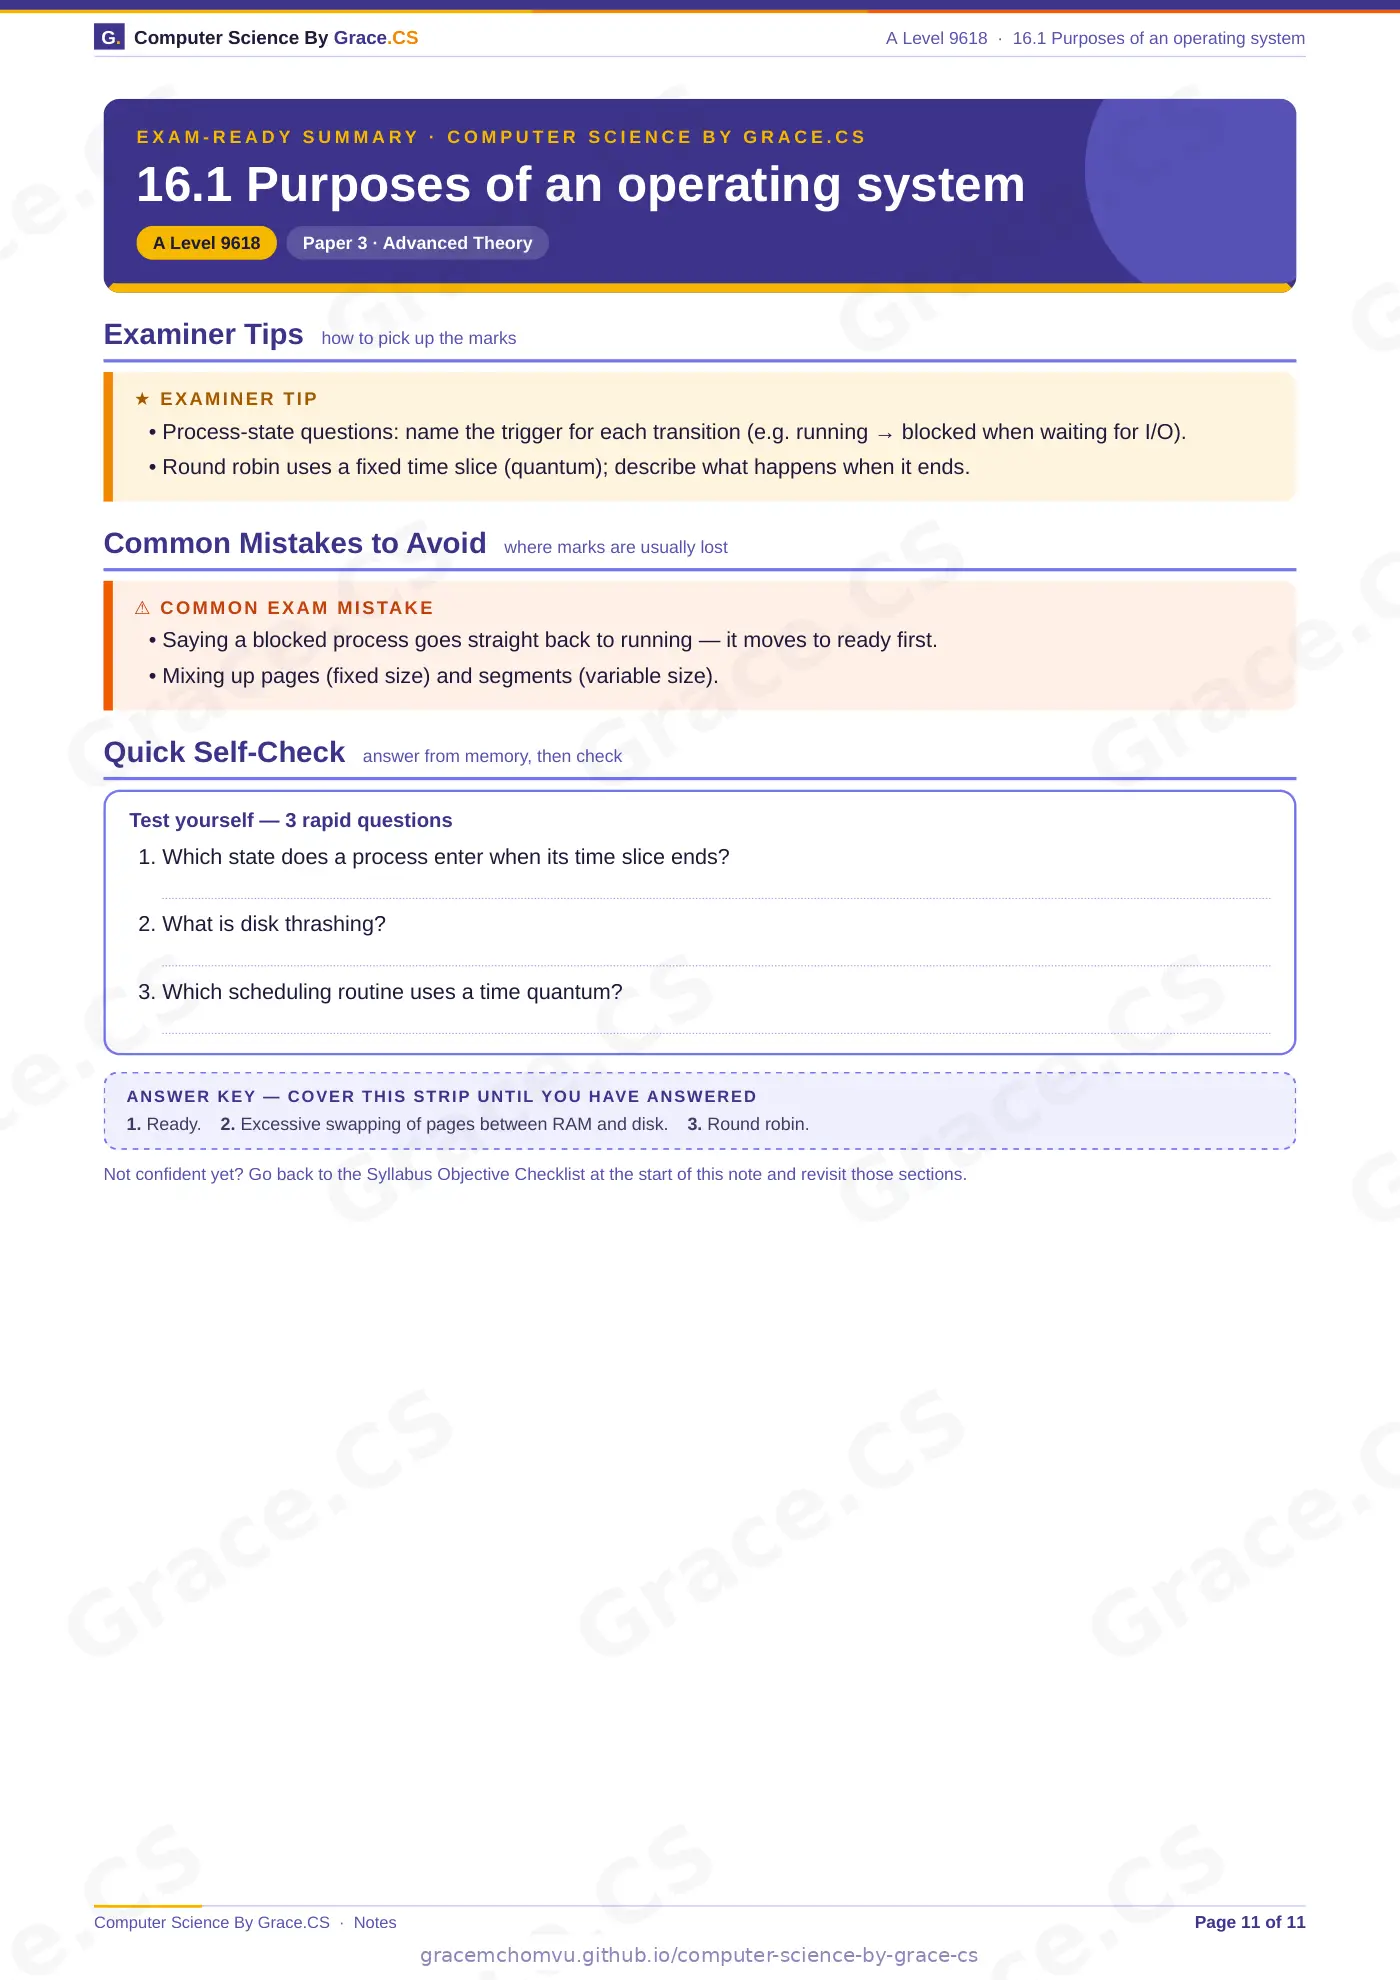 G. Computer Science By Grace.CS
A Level 9618 · 16.1 Purposes of an operating system
EXAM-READY SUMMARY · COMPUTER SCIENCE BY GRACE.CS
16.1 Purposes of an operating system
A Level 9618
Paper 3 · Advanced Theory
Examiner Tips how to pick up the marks
★ EXAMINER TIP
• Process-state questions: name the trigger for each transition (e.g. running → blocked when waiting for I/O).
• Round robin uses a fixed time slice (quantum); describe what happens when it ends.
Common Mistakes to Avoid where marks are usually lost
⚠ COMMON EXAM MISTAKE
• Saying a blocked process goes straight back to running — it moves to ready first.
• Mixing up pages (fixed size) and segments (variable size).
Quick Self-Check answer from memory, then check
Test yourself — 3 rapid questions
1. Which state does a process enter when its time slice ends?
2. What is disk thrashing?
3. Which scheduling routine uses a time quantum?
ANSWER KEY — COVER THIS STRIP UNTIL YOU HAVE ANSWERED
1. Ready. 2. Excessive swapping of pages between RAM and disk. 3. Round robin.
Not confident yet? Go back to the Syllabus Objective Checklist at the start of this note and revisit those sections.
Computer Science By Grace.CS · Notes
Page 11 of 11
gracemchomvu.github.io/computer-science-by-grace-cs
Grace.CS